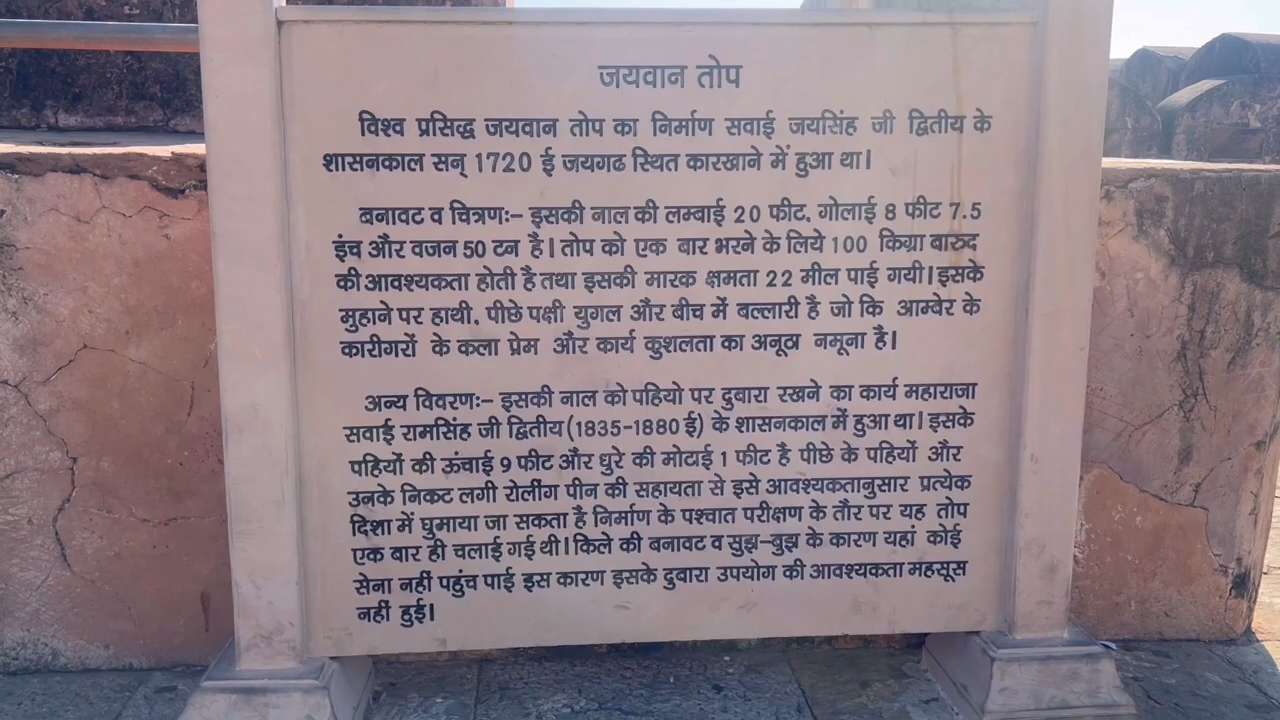 जयवान तोप
विश्व प्रसिद्ध जयवान तोप का निर्माण सवाई जयसिंह जी द्वितीय के
शासनकाल सन् 1720 ई जयगढ स्थित कारखाने में हुआ था।
बनावट व चित्रणः- इसकी नाल की लम्बाई 20 फीट, गोलाई 8 फीट 7.5
इंच और वजन 50 टन है। तोप को एक बार भरने के लिये 100 किग्रा बारुद
की आवश्यकता होती है तथा इसकी मारक क्षमता 22 मील पाई गयी। इसके
मुहाने पर हाथी, पीछे पक्षी युगल और बीच में बल्लारी है जो कि आम्बेर के
कारीगरों के कला प्रेम और कार्य कुशलता का अनूठा नमूना है।
अन्य विवरणः- इसकी नाल को पहियो पर दुबारा रखने का कार्य महाराजा
सवाई रामसिंह जी द्वितीय (1835-1880 ई) के शासनकाल में हुआ था। इसके
पहियों की ऊंचाई 9 फीट और धुरे की मोटाई 1 फीट है पीछे के पहियों और
उनके निकट लगी रोलींग पीन की सहायता से इसे आवश्यकतानुसार प्रत्येक
दिशा में घुमाया जा सकता है निर्माण के पश्चात परीक्षण के तौर पर यह तोप
एक बार ही चलाई गई थी। किले की बनावट व सुझ-बुझ के कारण यहां कोई
सेना नहीं पहुंच पाई इस कारण इसके दुबारा उपयोग की आवश्यकता महसूस
नहीं हुई।